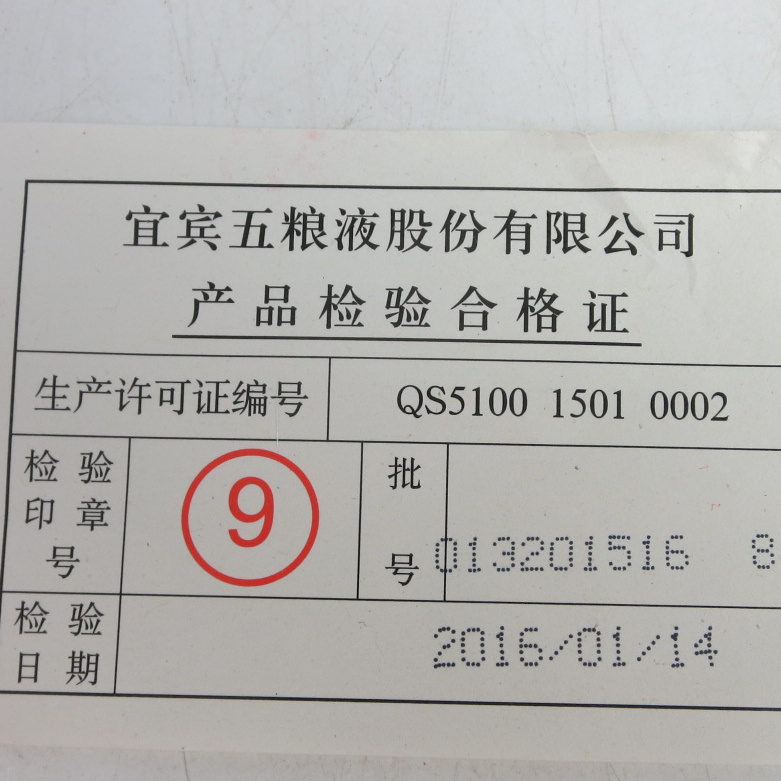 宜宾五粮液股份有限公司
产品检验合格证
生产许可证编号 QS5100 1501 0002
检验印章号 9 批号 013201516 8
检验日期 2016/01/14